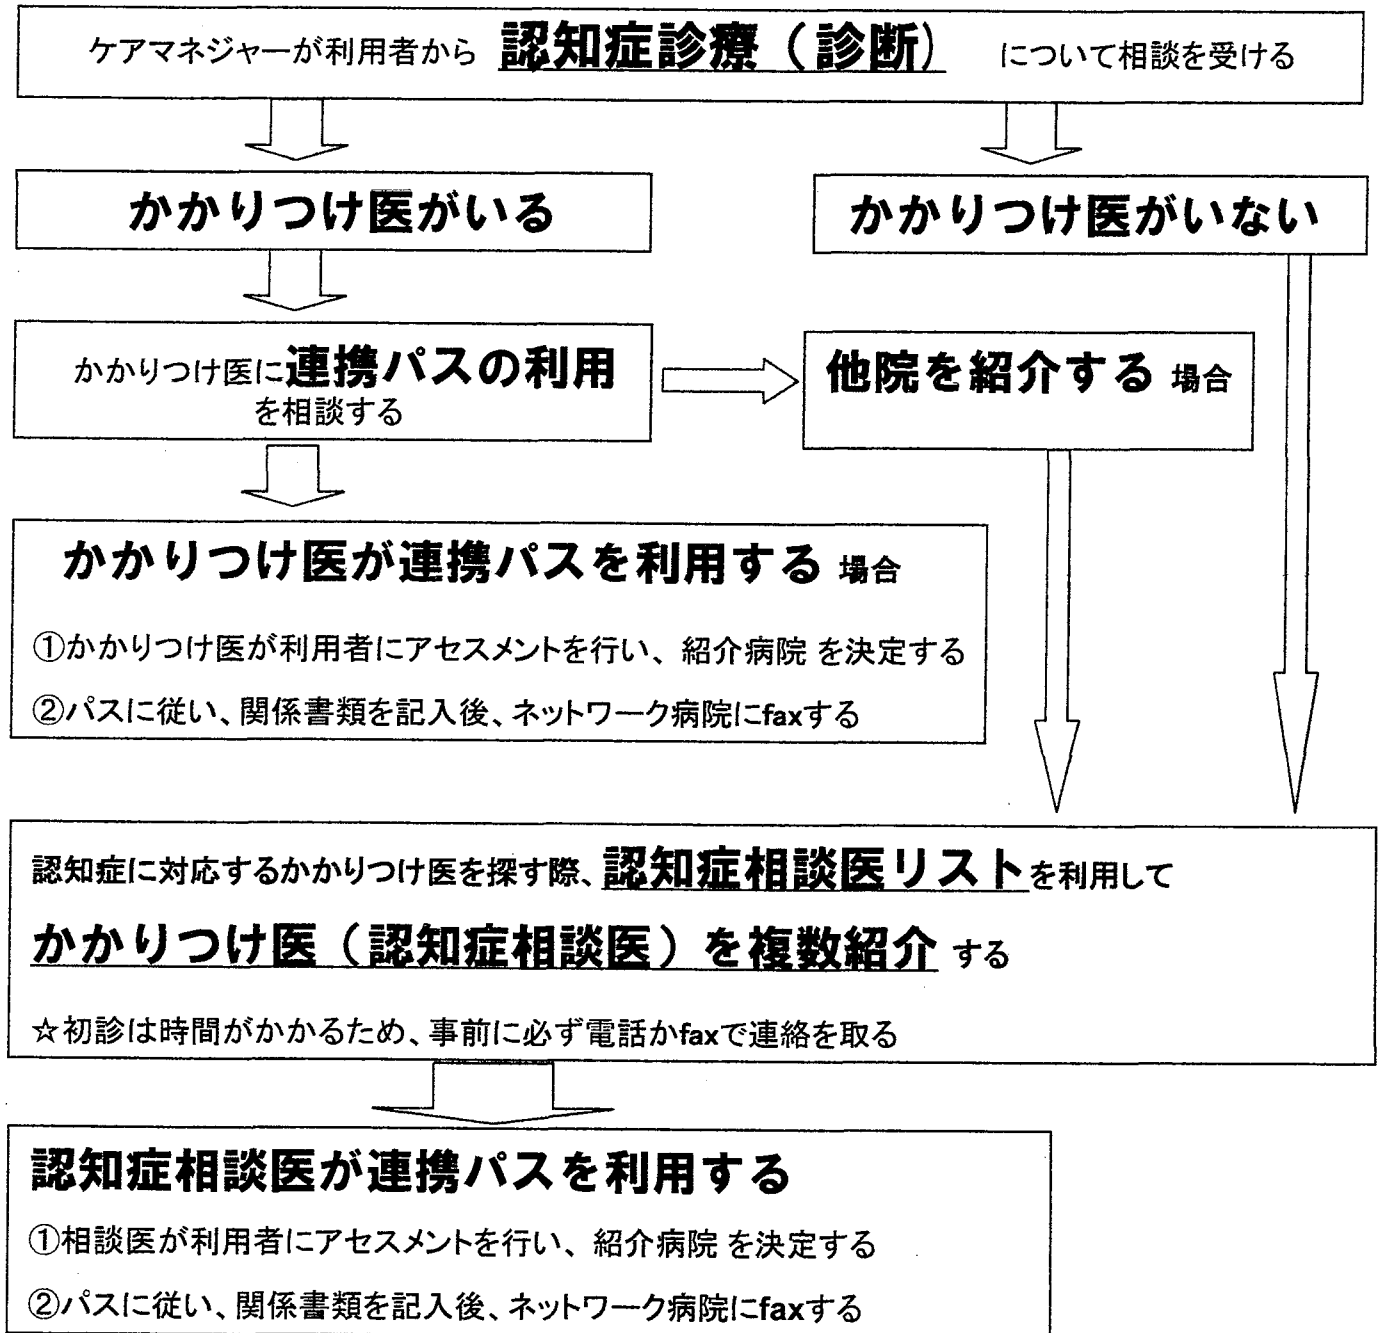 ケアマネジャーが利用者から 認知症診療（診断） について相談を受ける
かかりつけ医がいる
かかりつけ医がいない
かかりつけ医に連携パスの利用
を相談する
他院を紹介する 場合
かかりつけ医が連携パスを利用する 場合
①かかりつけ医が利用者にアセスメントを行い、紹介病院 を決定する
②パスに従い、関係書類を記入後、ネットワーク病院にfaxする
認知症に対応するかかりつけ医を探す際、認知症相談医リストを利用して
かかりつけ医（認知症相談医）を複数紹介 する
☆初診は時間がかかるため、事前に必ず電話かfaxで連絡を取る
認知症相談医が連携パスを利用する
①相談医が利用者にアセスメントを行い、紹介病院 を決定する
②パスに従い、関係書類を記入後、ネットワーク病院にfaxする